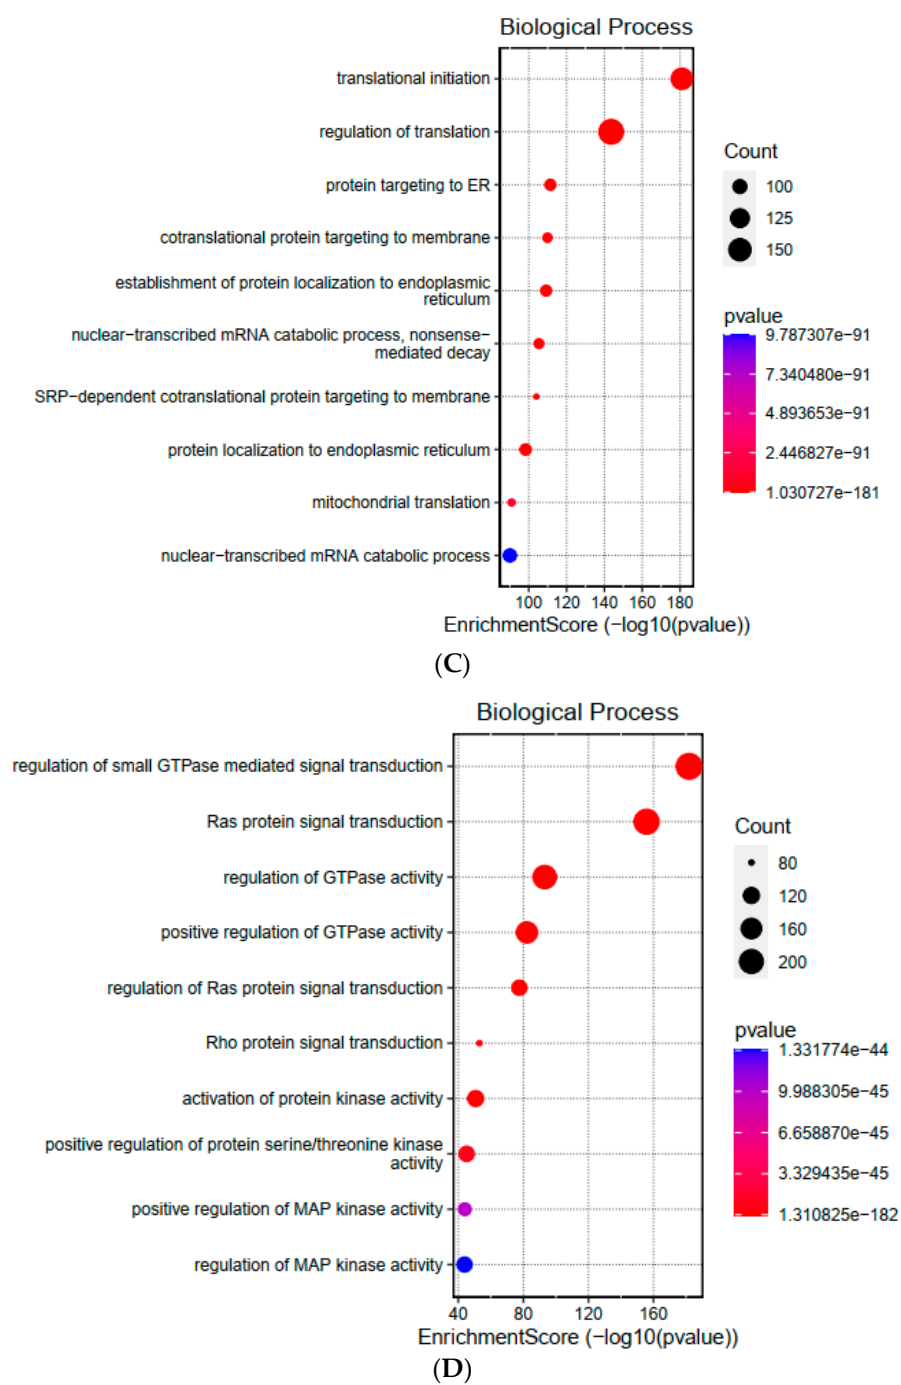 Biological Process
translational initiation
regulation of translation
protein targeting to ER
cotranslational protein targeting to membrane
establishment of protein localization to endoplasmic
reticulum
nuclear−transcribed mRNA catabolic process, nonsense−
mediated decay
SRP−dependent cotranslational protein targeting to membrane
protein localization to endoplasmic reticulum
mitochondrial translation
nuclear−transcribed mRNA catabolic process
100 120 140 160 180
EnrichmentScore (−log10(pvalue))
Count
100
125
150
pvalue
9.787307e−91
7.340480e−91
4.893653e−91
2.446827e−91
1.030727e−181
(C)
Biological Process
regulation of small GTPase mediated signal transduction
Ras protein signal transduction
regulation of GTPase activity
positive regulation of GTPase activity
regulation of Ras protein signal transduction
Rho protein signal transduction
activation of protein kinase activity
positive regulation of protein serine/threonine kinase
activity
positive regulation of MAP kinase activity
regulation of MAP kinase activity
40 80 120 160
EnrichmentScore (−log10(pvalue))
Count
80
120
160
200
pvalue
1.331774e−44
9.988305e−45
6.658870e−45
3.329435e−45
1.310825e−182
(D)